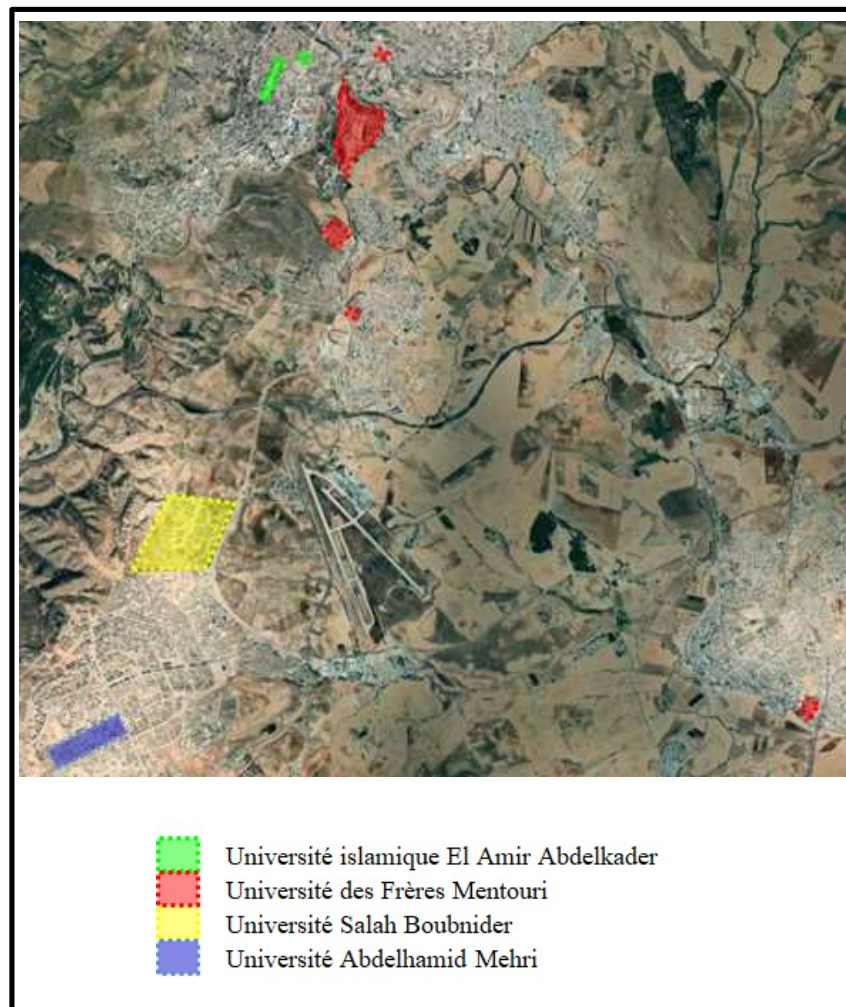 Université islamique El Amir Abdelkader
Université des Frères Mentouri
Université Salah Boubnider
Université Abdelhamid Mehri